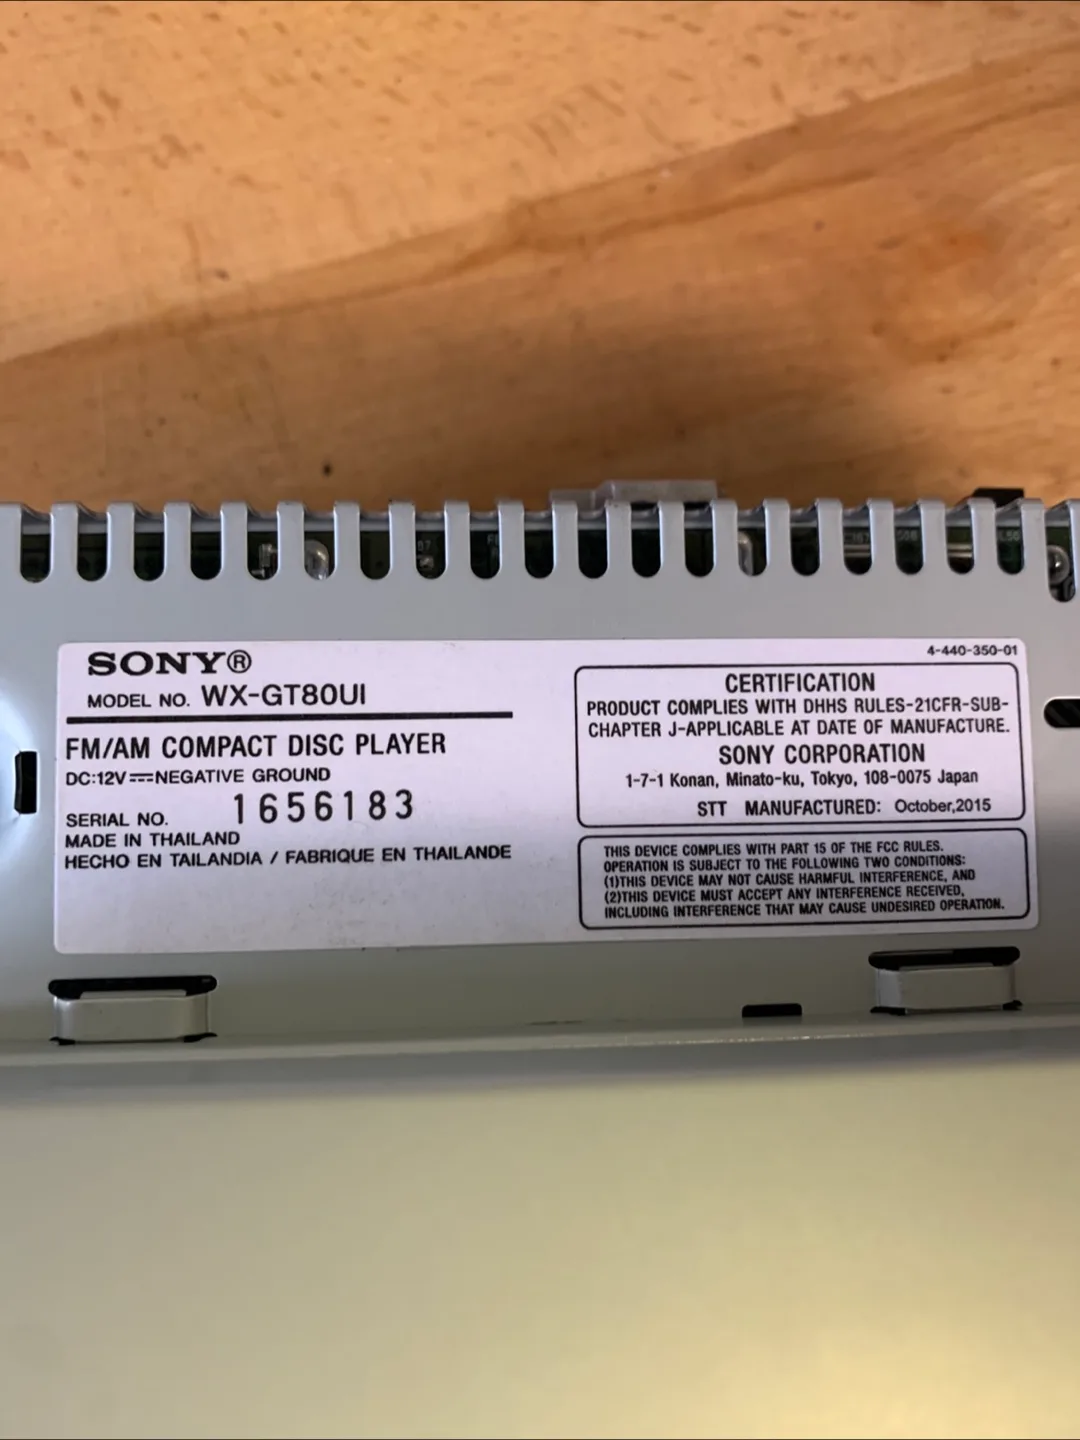 4-440-350-01
SONY®
MODEL NO. WX-GT80UI
FM/AM COMPACT DISC PLAYER
DC:12V⎓NEGATIVE GROUND
SERIAL NO. 1656183
MADE IN THAILAND
HECHO EN TAILANDIA / FABRIQUE EN THAILANDE
CERTIFICATION
PRODUCT COMPLIES WITH DHHS RULES-21CFR-SUB-
CHAPTER J-APPLICABLE AT DATE OF MANUFACTURE.
SONY CORPORATION
1-7-1 Konan, Minato-ku, Tokyo, 108-0075 Japan
STT MANUFACTURED: October,2015
THIS DEVICE COMPLIES WITH PART 15 OF THE FCC RULES.
OPERATION IS SUBJECT TO THE FOLLOWING TWO CONDITIONS:
(1)THIS DEVICE MAY NOT CAUSE HARMFUL INTERFERENCE, AND
(2)THIS DEVICE MUST ACCEPT ANY INTERFERENCE RECEIVED,
INCLUDING INTERFERENCE THAT MAY CAUSE UNDESIRED OPERATION.